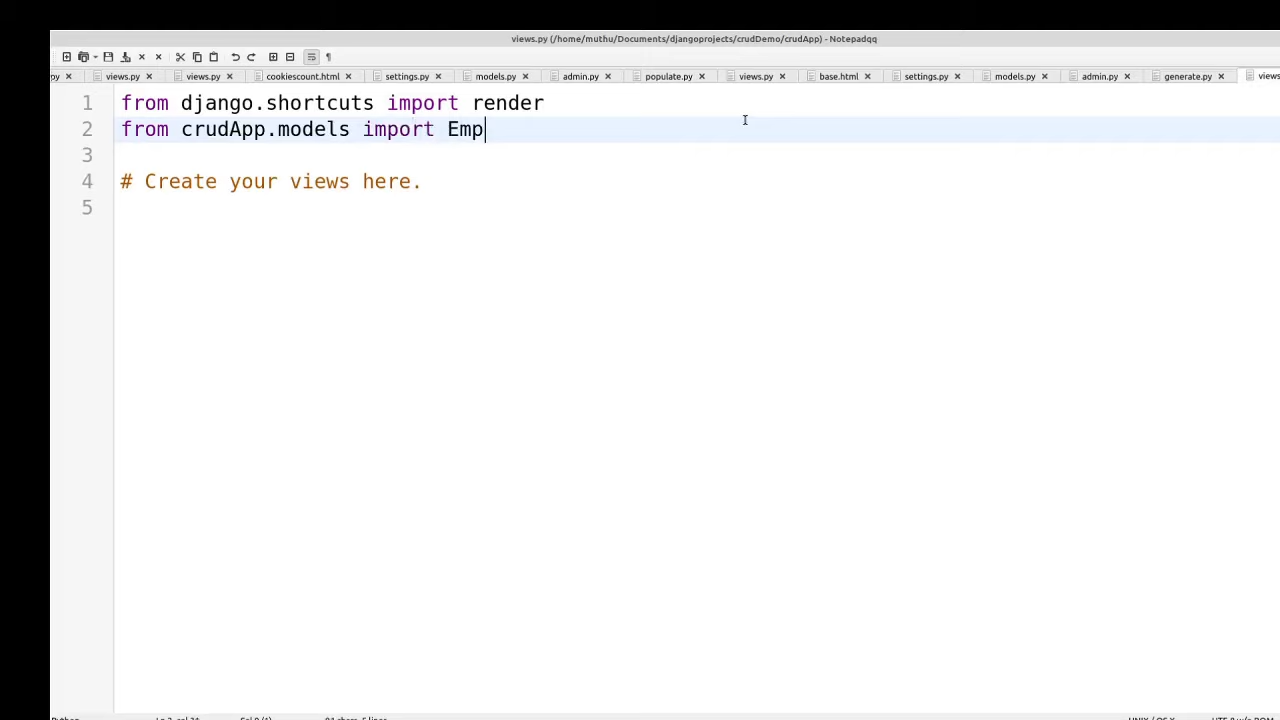 views.py (/home/muthu/Documents/djangoprojects/crudDemo/crudApp) - Notepadqq
py views.py views.py cookiescount.html settings.py models.py admin.py populate.py views.py base.html settings.py models.py admin.py generate.py views
1 from django.shortcuts import render
2 from crudApp.models import Emp
3
4 # Create your views here.
5